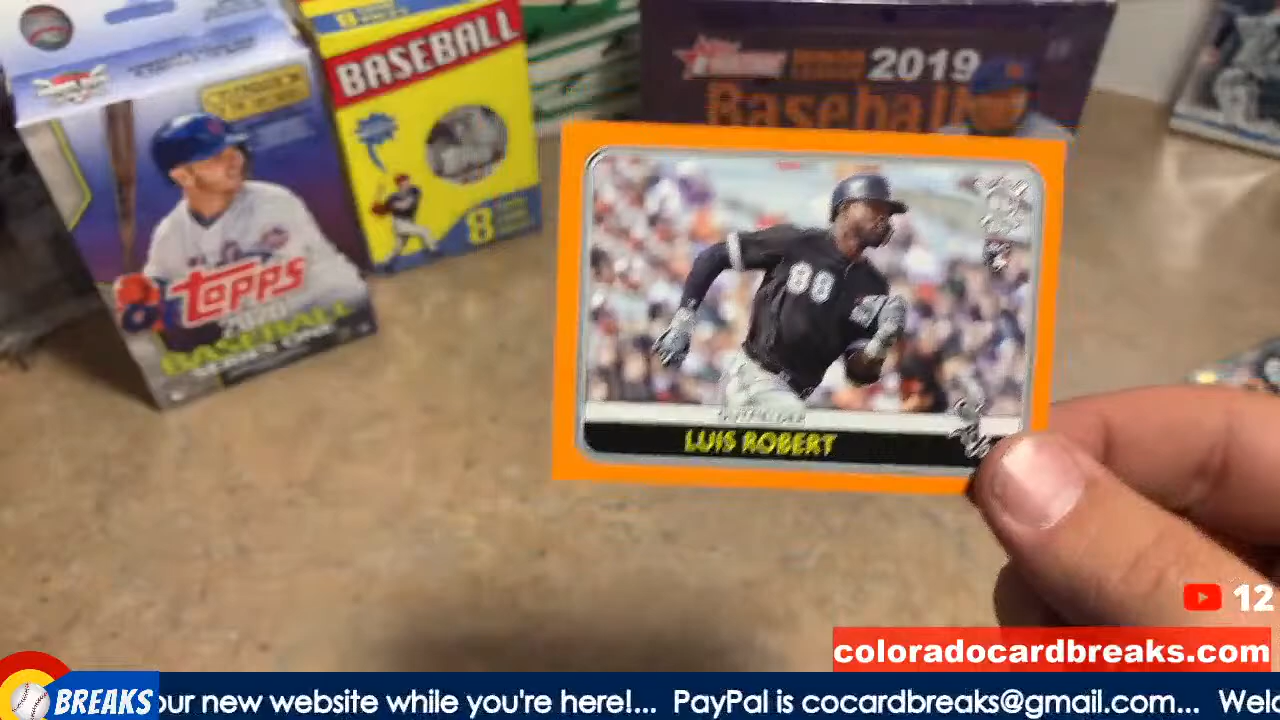 BASEBALL
8
2019
Baseball
TOPPS
2020
BASEBALL
88
LUIS ROBERT
12
coloradocardbreaks.com
BREAKS
our new website while you're here!... PayPal is cocardbreaks@gmail.com... Welc